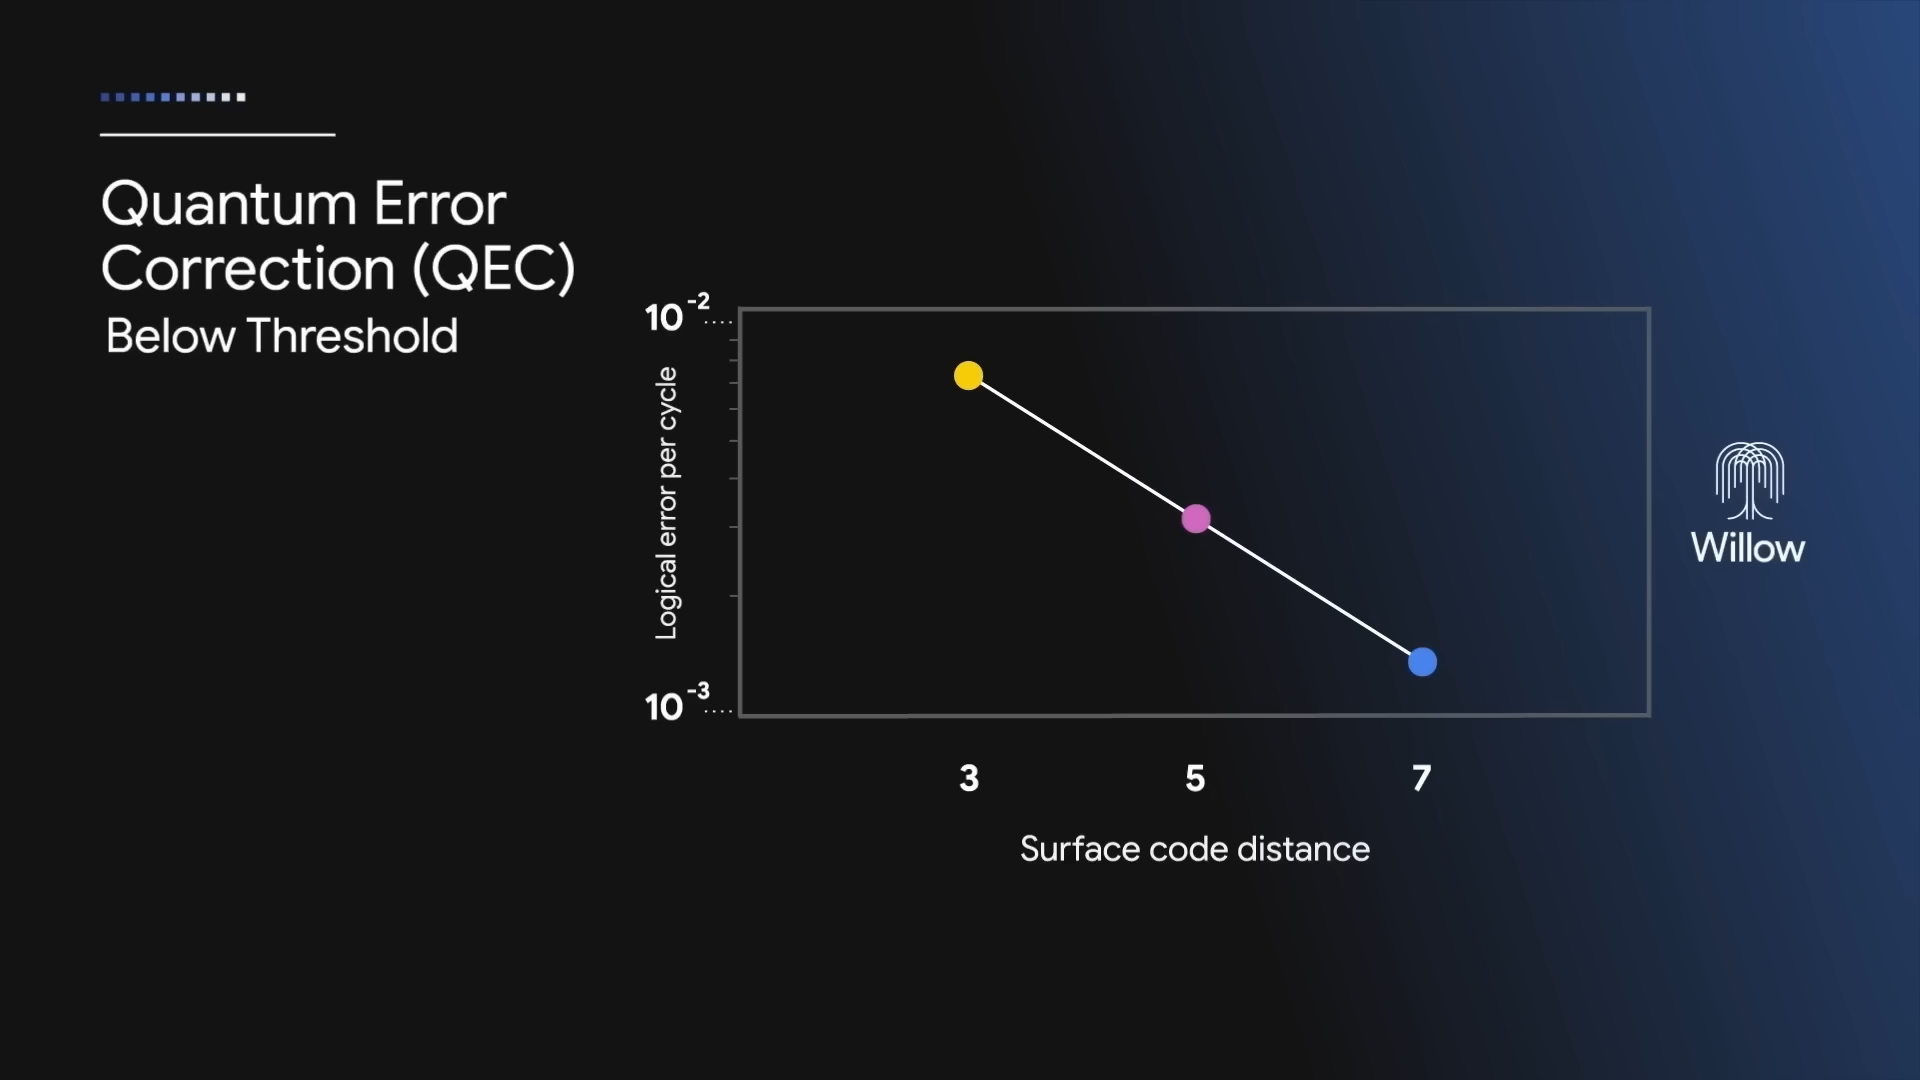 Quantum Error
Correction (QEC)
Below Threshold
10⁻²
Logical error per cycle
10⁻³
3 5 7
Surface code distance
Willow